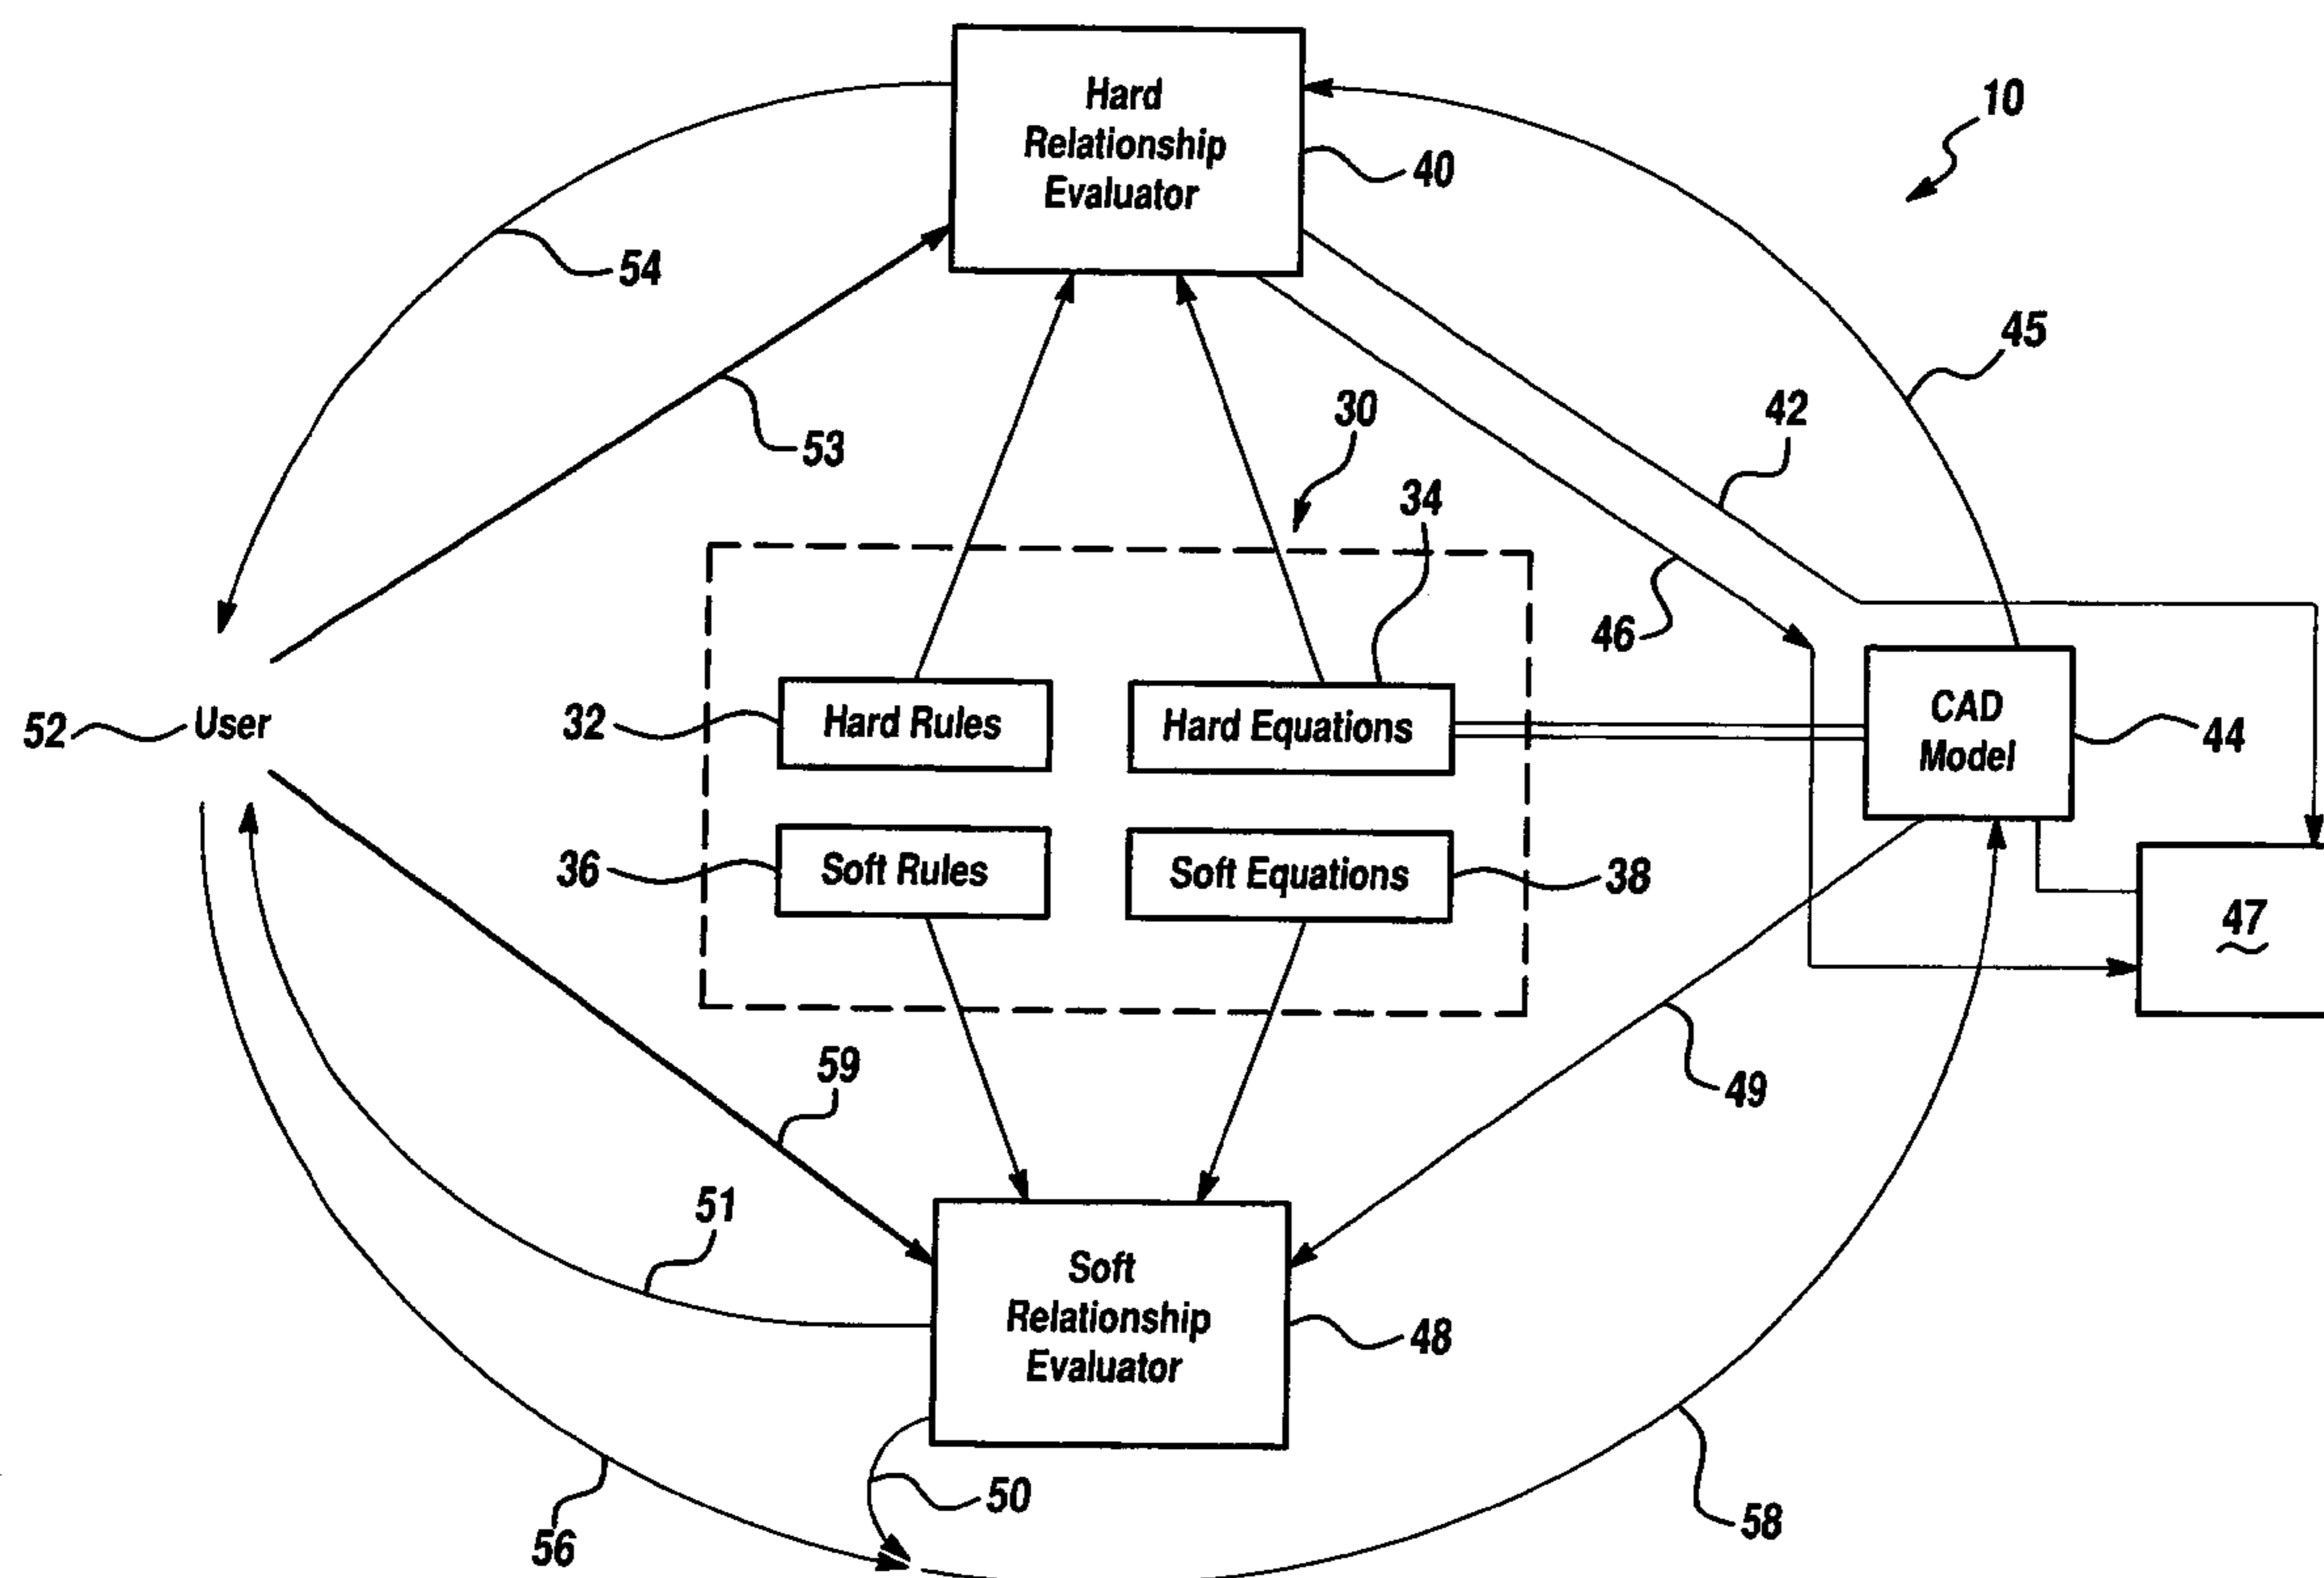 Hard
Relationship
Evaluator
10
40
54
45
53
30
42
34
46
52
User
32
Hard Rules
Hard Equations
CAD
Model
44
36
Soft Rules
Soft Equations
38
47
59
49
51
Soft
Relationship
Evaluator
48
50
56
58